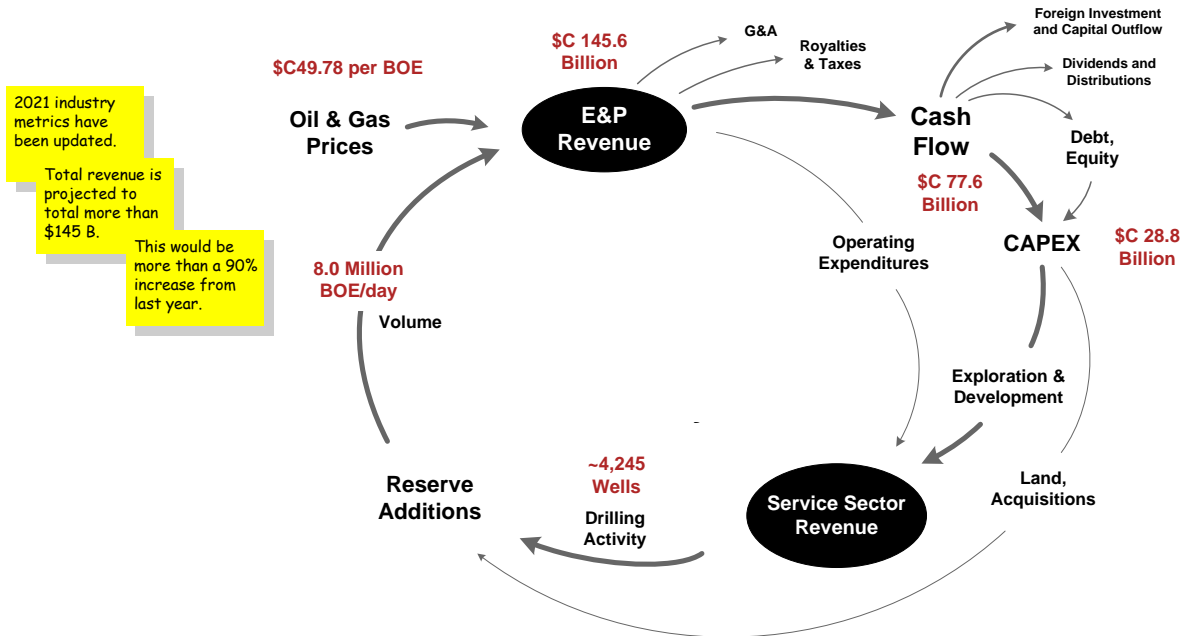 2021 industry
metrics have
been updated.
Total revenue is
projected to
total more than
$145 B.
This would be
more than a 90%
increase from
last year.
$C49.78 per BOE
Oil & Gas
Prices
$C 145.6
Billion
E&P
Revenue
G&A
Royalties
& Taxes
Foreign Investment
and Capital Outflow
Dividends and
Distributions
Cash
Flow
Debt,
Equity
$C 77.6
Billion
CAPEX
$C 28.8
Billion
Operating
Expenditures
8.0 Million
BOE/day
Volume
Exploration &
Development
Land,
Acquisitions
Service Sector
Revenue
~4,245
Wells
Drilling
Activity
Reserve
Additions